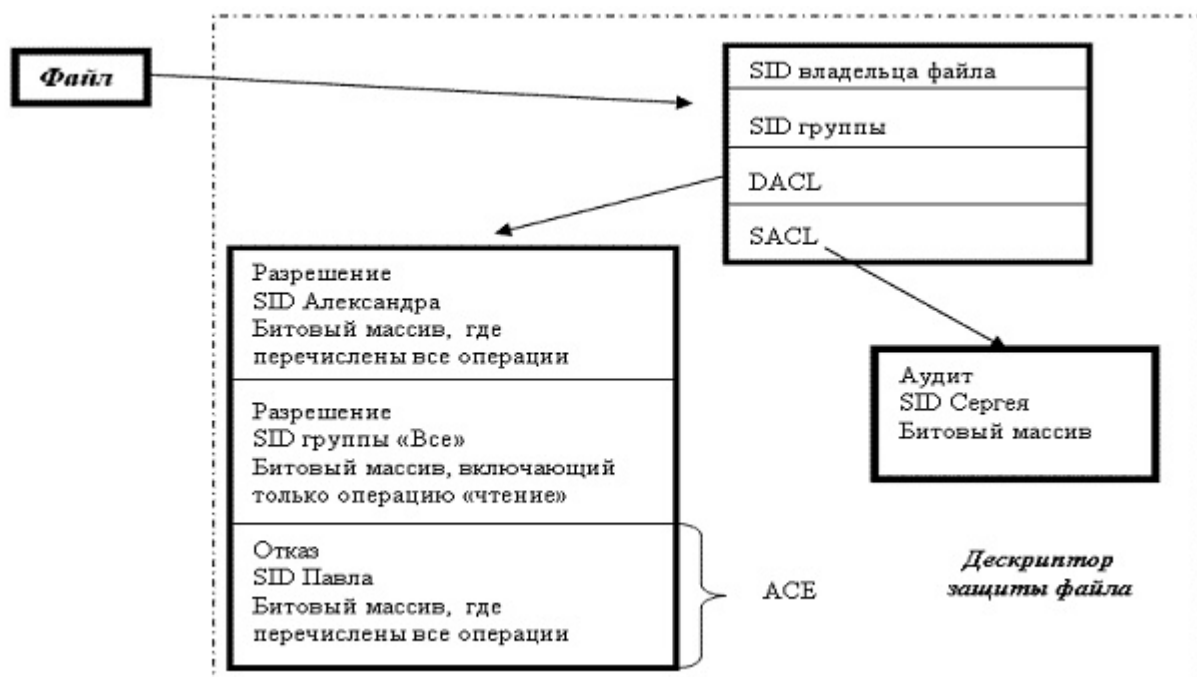 Файл
SID владельца файла
SID группы
DACL
SACL
Разрешение
SID Александра
Битовый массив, где
перечислены все операции
Разрешение
SID группы «Все»
Битовый массив, включающий
только операцию «чтение»
Отказ
SID Павла
Битовый массив, где
перечислены все операции
ACE
Аудит
SID Сергея
Битовый массив
Дескриптор
защиты файла